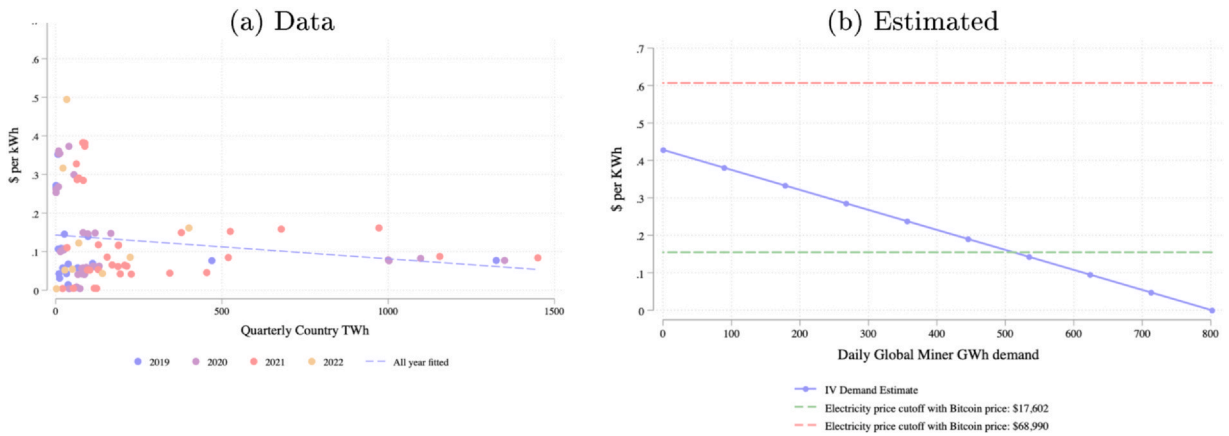 (a) Data
.6
.5
.4
.3
.2
.1
0
$ per kWh
0 500 1000 1500
Quarterly Country TWh
2019 2020 2021 2022 All year fitted
(b) Estimated
.7
.6
.5
.4
.3
.2
.1
0
$ per KWh
0 100 200 300 400 500 600 700 800
Daily Global Miner GWh demand
IV Demand Estimate
Electricity price cutoff with Bitcoin price: $17,602
Electricity price cutoff with Bitcoin price: $68,990